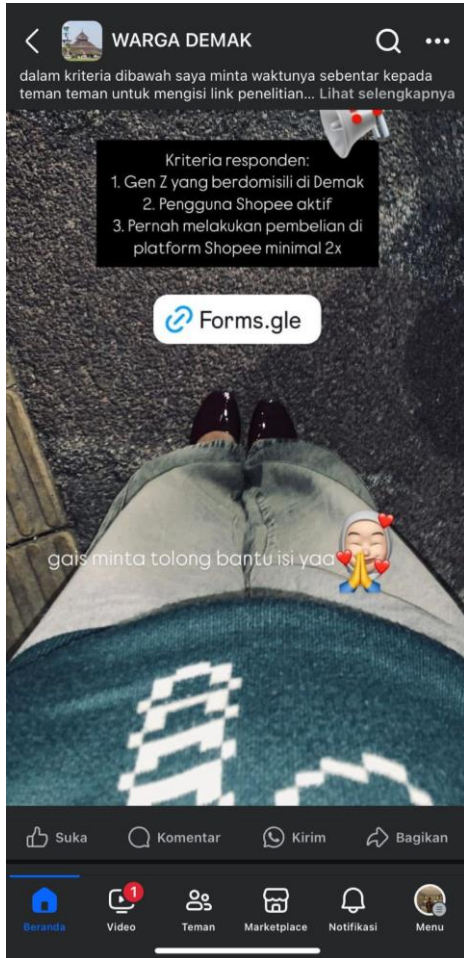 WARGA DEMAK
dalam kriteria dibawah saya minta waktunya sebentar kepada
teman teman untuk mengisi link penelitian... Lihat selengkapnya
Kriteria responden:
1. Gen Z yang berdomisili di Demak
2. Pengguna Shopee aktif
3. Pernah melakukan pembelian di
platform Shopee minimal 2x
Forms.gle
gais minta tolong bantu isi yaa
Suka
Komentar
Kirim
Bagikan
1
Beranda
Video
Teman
Marketplace
Notifikasi
Menu